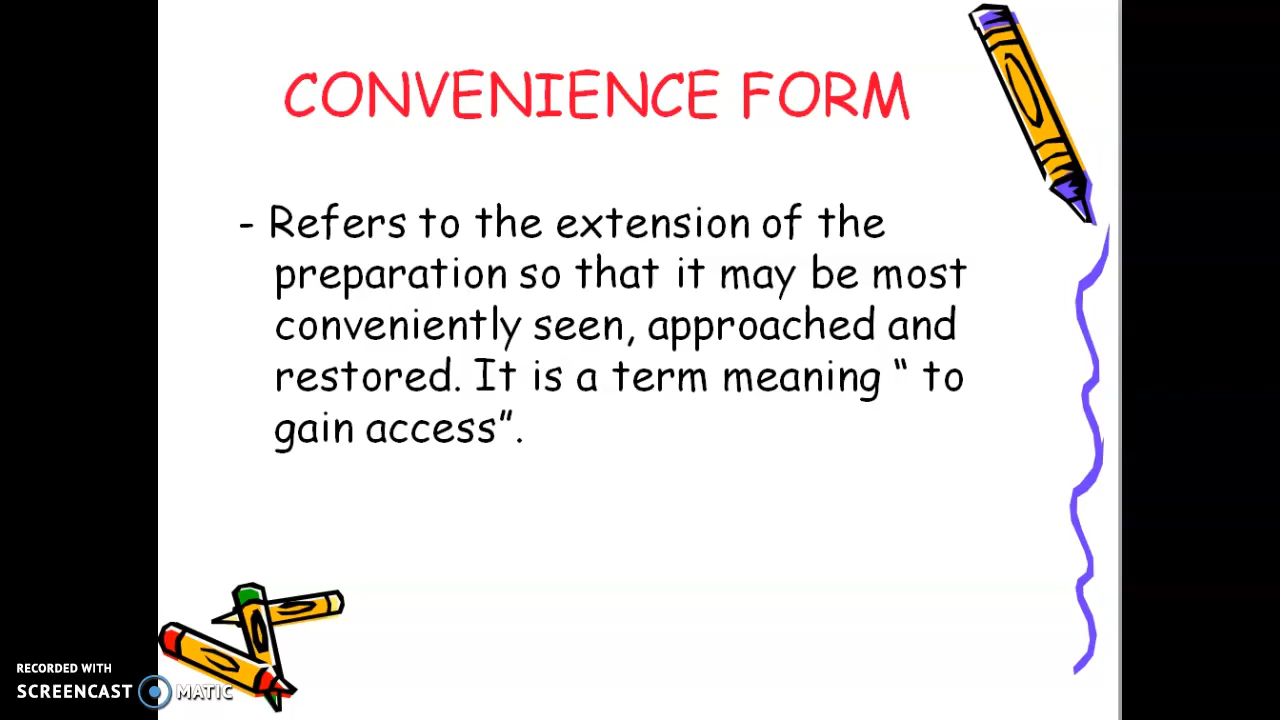 CONVENIENCE FORM
- Refers to the extension of the
preparation so that it may be most
conveniently seen, approached and
restored. It is a term meaning “ to
gain access”.
RECORDED WITH
SCREENCAST MATIC